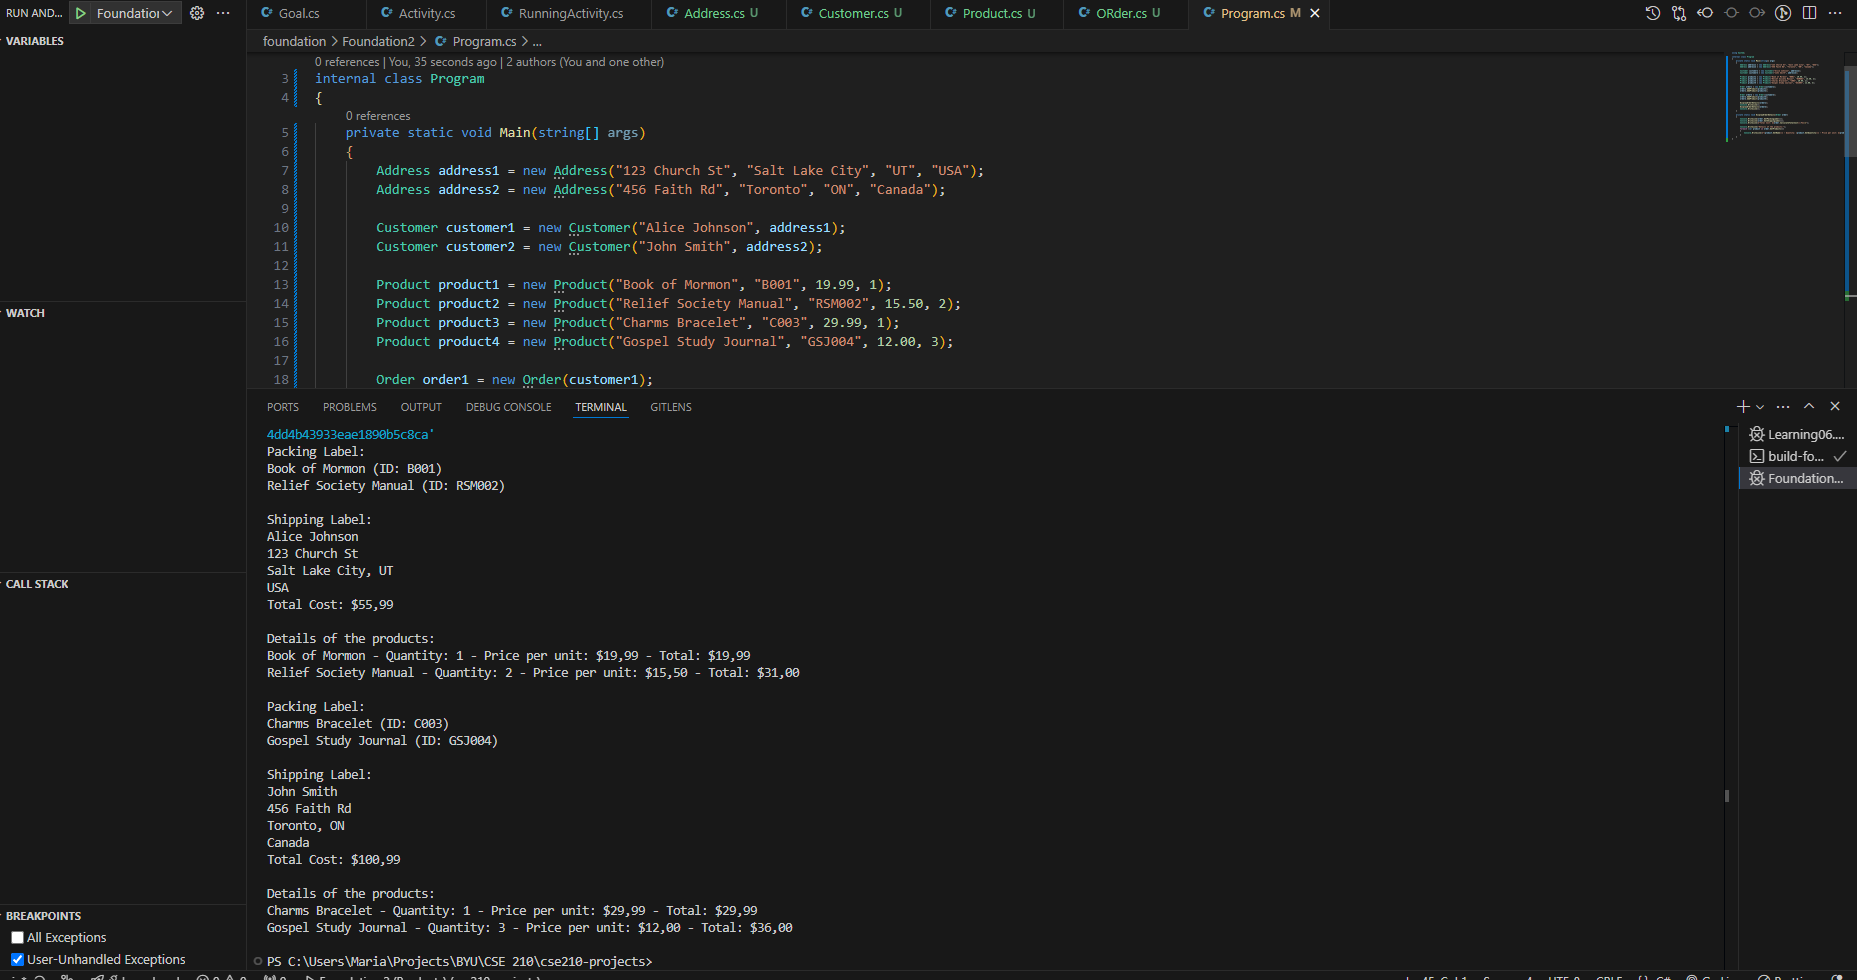 RUN AND... Foundation
Goal.cs Activity.cs RunningActivity.cs Address.cs U Customer.cs U Product.cs U ORder.cs U Program.cs M
VARIABLES
foundation > Foundation2 > Program.cs > ...
0 references | You, 35 seconds ago | 2 authors (You and one other)
3 internal class Program
4 {
0 references
5 private static void Main(string[] args)
6 {
7 Address address1 = new Address("123 Church St", "Salt Lake City", "UT", "USA");
8 Address address2 = new Address("456 Faith Rd", "Toronto", "ON", "Canada");
9
10 Customer customer1 = new Customer("Alice Johnson", address1);
11 Customer customer2 = new Customer("John Smith", address2);
12
13 Product product1 = new Product("Book of Mormon", "B001", 19.99, 1);
14 Product product2 = new Product("Relief Society Manual", "RSM002", 15.50, 2);
15 Product product3 = new Product("Charms Bracelet", "C003", 29.99, 1);
16 Product product4 = new Product("Gospel Study Journal", "GSJ004", 12.00, 3);
17
18 Order order1 = new Order(customer1);
WATCH
CALL STACK
BREAKPOINTS
All Exceptions
User-Unhandled Exceptions
PORTS PROBLEMS OUTPUT DEBUG CONSOLE TERMINAL GITLENS
4dd4b43933eae1890b5c8ca'
Packing Label:
Book of Mormon (ID: B001)
Relief Society Manual (ID: RSM002)
Shipping Label:
Alice Johnson
123 Church St
Salt Lake City, UT
USA
Total Cost: $55,99
Details of the products:
Book of Mormon - Quantity: 1 - Price per unit: $19,99 - Total: $19,99
Relief Society Manual - Quantity: 2 - Price per unit: $15,50 - Total: $31,00
Packing Label:
Charms Bracelet (ID: C003)
Gospel Study Journal (ID: GSJ004)
Shipping Label:
John Smith
456 Faith Rd
Toronto, ON
Canada
Total Cost: $100,99
Details of the products:
Charms Bracelet - Quantity: 1 - Price per unit: $29,99 - Total: $29,99
Gospel Study Journal - Quantity: 3 - Price per unit: $12,00 - Total: $36,00
PS C:\Users\Maria\Projects\BYU\CSE 210\cse210-projects>
Learning06....
build-fo...
Foundation...